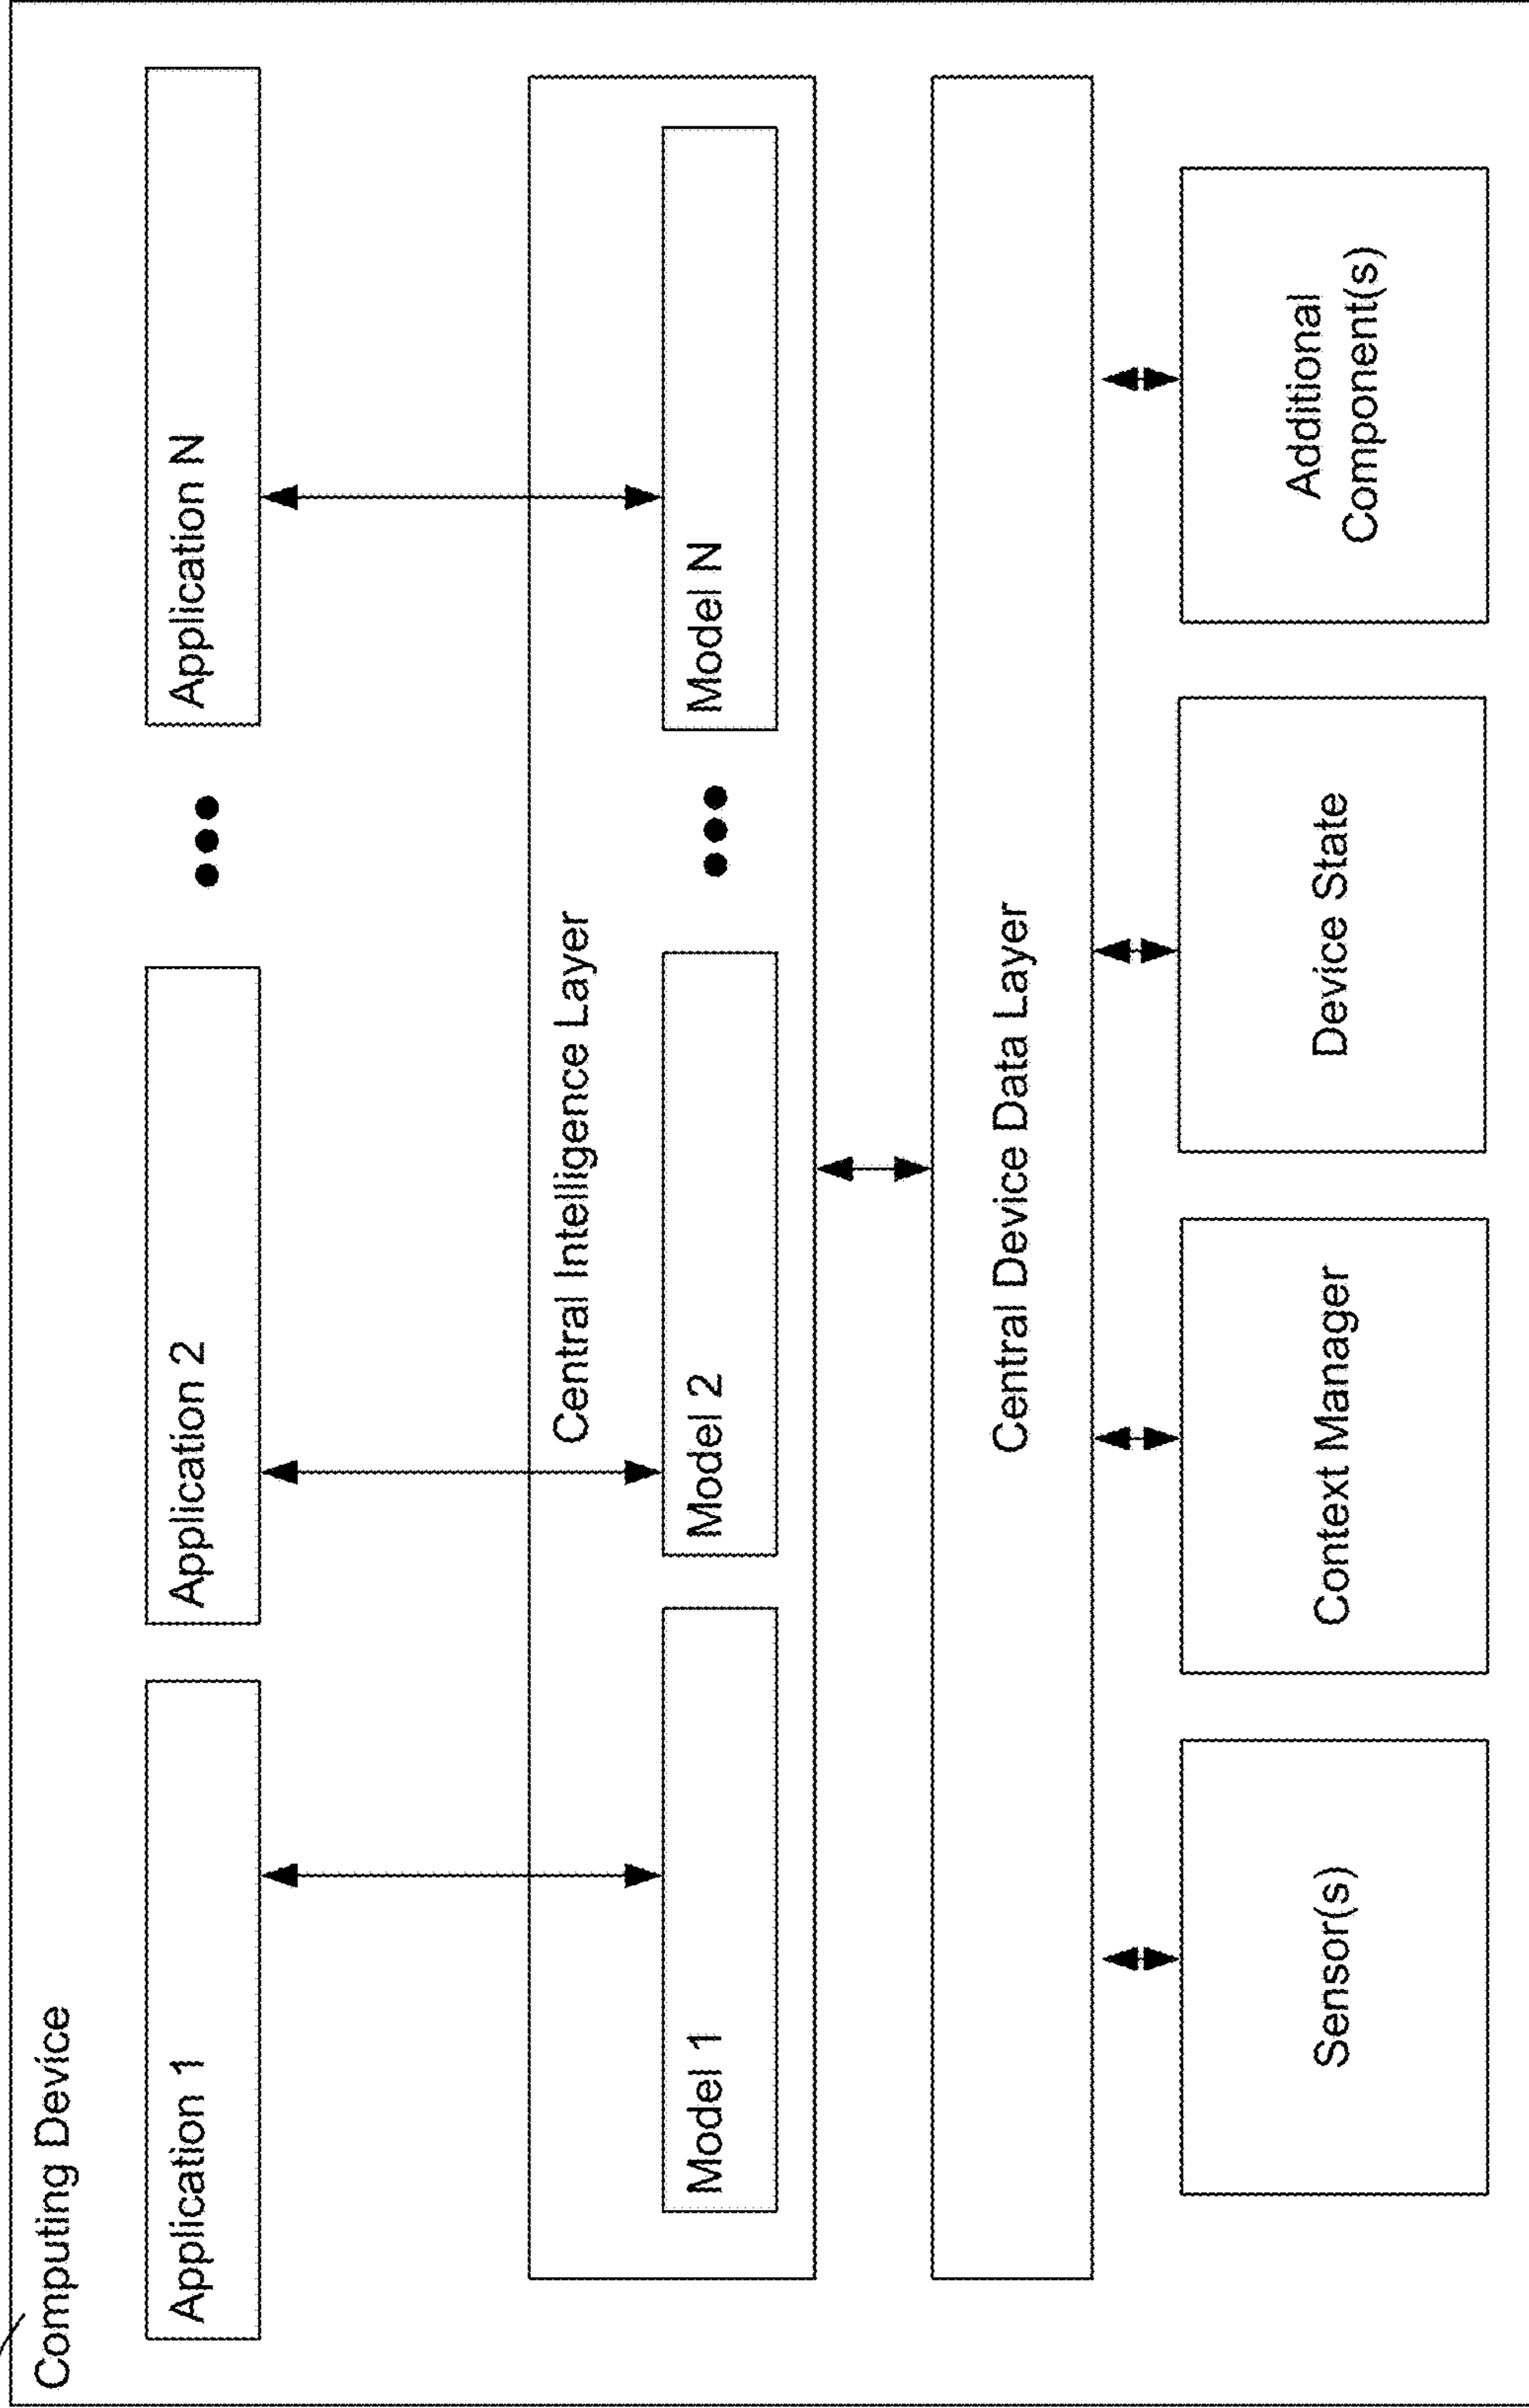 Computing Device
Application 1
Application 2
Application N
Central Intelligence Layer
Model 1
Model 2
Model N
Central Device Data Layer
Sensor(s)
Context Manager
Device State
Additional
Component(s)